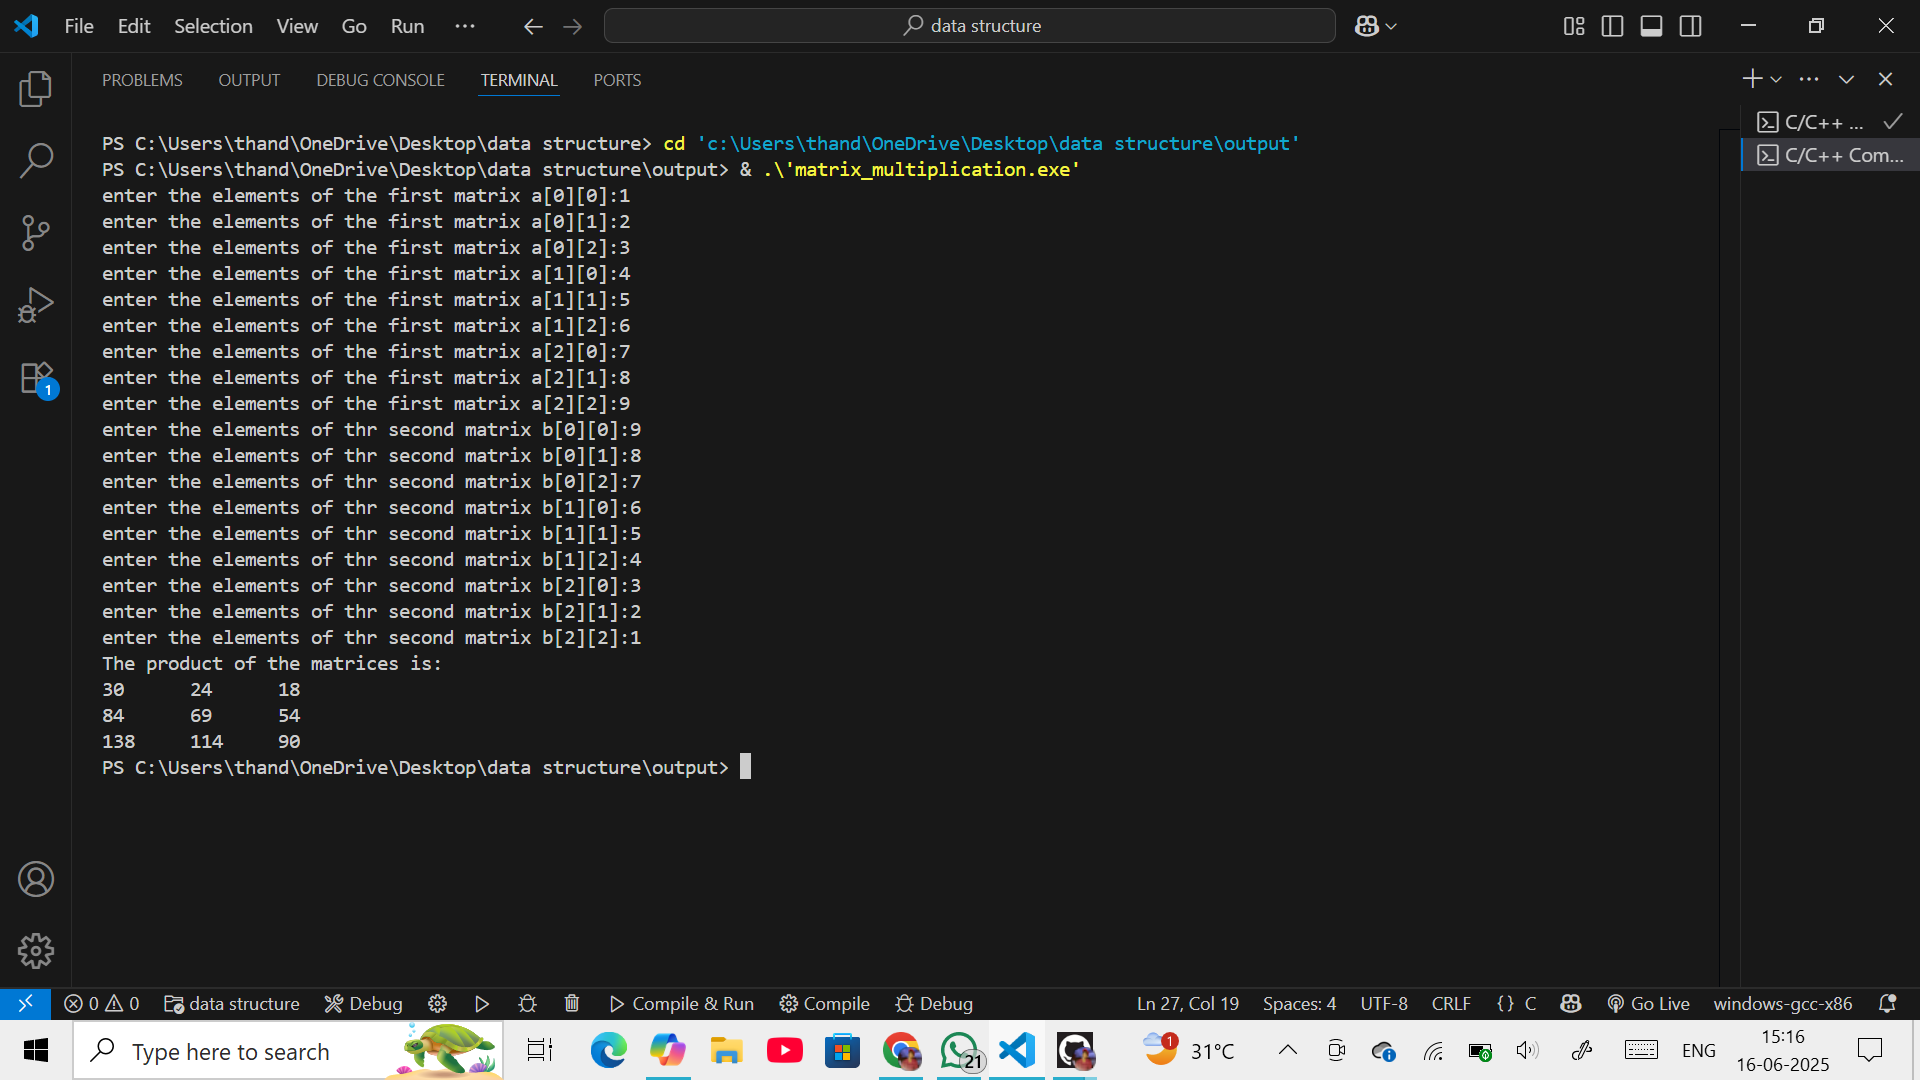 File Edit Selection View Go Run ··· data structure
PROBLEMS OUTPUT DEBUG CONSOLE TERMINAL PORTS
C/C++ ...
C/C++ Com...
PS C:\Users\thand\OneDrive\Desktop\data structure> cd 'c:\Users\thand\OneDrive\Desktop\data structure\output'
PS C:\Users\thand\OneDrive\Desktop\data structure\output> & .\'matrix_multiplication.exe'
enter the elements of the first matrix a[0][0]:1
enter the elements of the first matrix a[0][1]:2
enter the elements of the first matrix a[0][2]:3
enter the elements of the first matrix a[1][0]:4
enter the elements of the first matrix a[1][1]:5
enter the elements of the first matrix a[1][2]:6
enter the elements of the first matrix a[2][0]:7
enter the elements of the first matrix a[2][1]:8
enter the elements of the first matrix a[2][2]:9
enter the elements of thr second matrix b[0][0]:9
enter the elements of thr second matrix b[0][1]:8
enter the elements of thr second matrix b[0][2]:7
enter the elements of thr second matrix b[1][0]:6
enter the elements of thr second matrix b[1][1]:5
enter the elements of thr second matrix b[1][2]:4
enter the elements of thr second matrix b[2][0]:3
enter the elements of thr second matrix b[2][1]:2
enter the elements of thr second matrix b[2][2]:1
The product of the matrices is:
30 24 18
84 69 54
138 114 90
PS C:\Users\thand\OneDrive\Desktop\data structure\output>
1
0 0 data structure Debug Compile & Run Compile Debug Ln 27, Col 19 Spaces: 4 UTF-8 CRLF {} C Go Live windows-gcc-x86
Type here to search 21 1 31°C ENG 15:16
16-06-2025